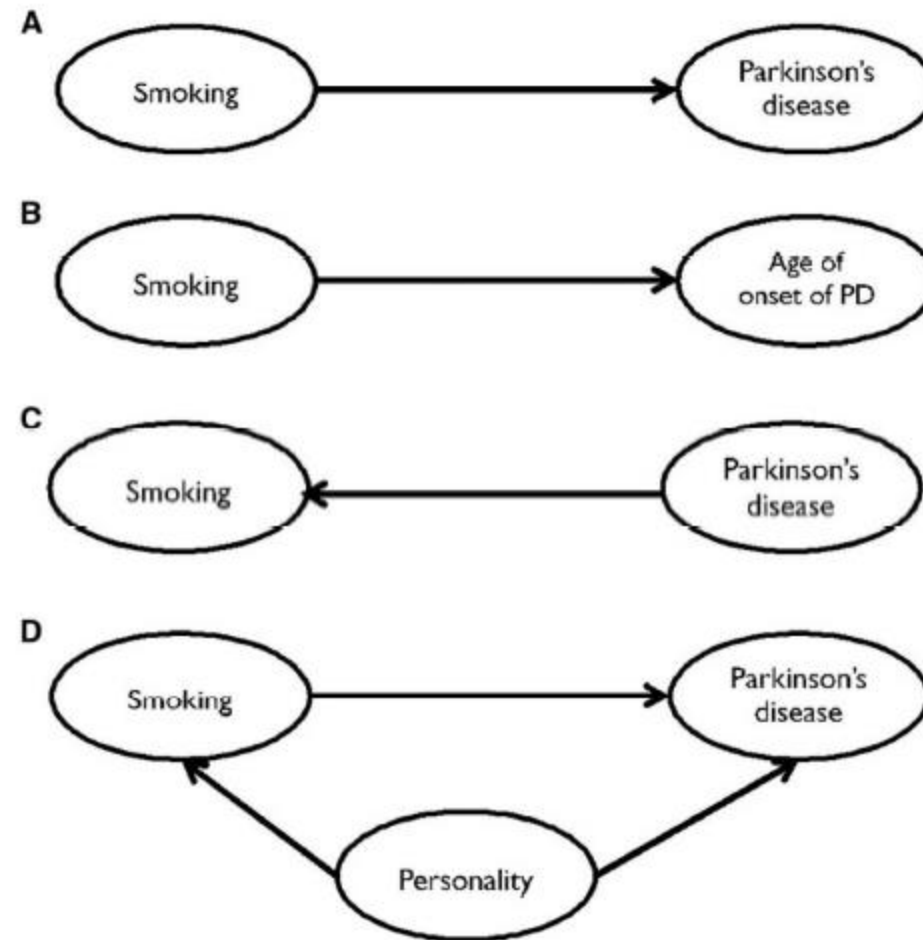 A
Smoking
Parkinson's
disease
B
Smoking
Age of
onset of PD
C
Smoking
Parkinson's
disease
D
Smoking
Parkinson's
disease
Personality